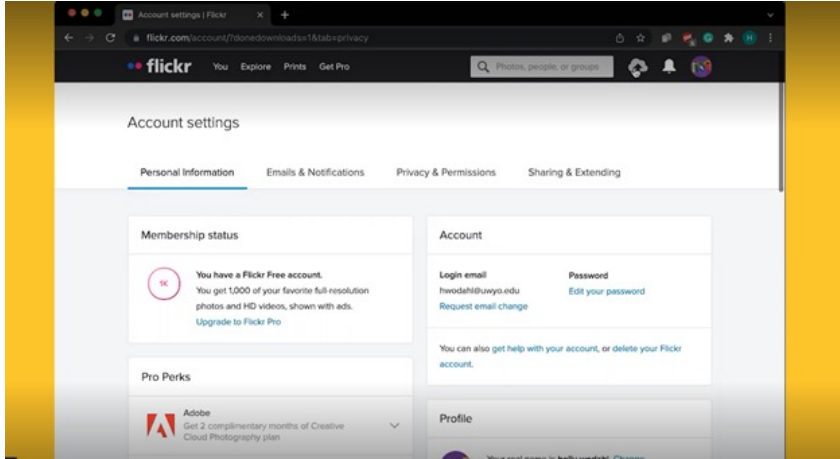 Account settings | Flickr
flickr.com/account/?donedownloads=1&tab=privacy
flickr You Explore Prints Get Pro Photos, people, or groups
Account settings
Personal Information Emails & Notifications Privacy & Permissions Sharing & Extending
Membership status
1K
You have a Flickr Free account.
You get 1,000 of your favorite full-resolution
photos and HD videos, shown with ads.
Upgrade to Flickr Pro
Pro Perks
Adobe
Get 2 complimentary months of Creative
Cloud Photography plan
Account
Login email Password
hwodahl@uwyo.edu Edit your password
Request email change
You can also get help with your account, or delete your Flickr
account.
Profile
Your real name is Change